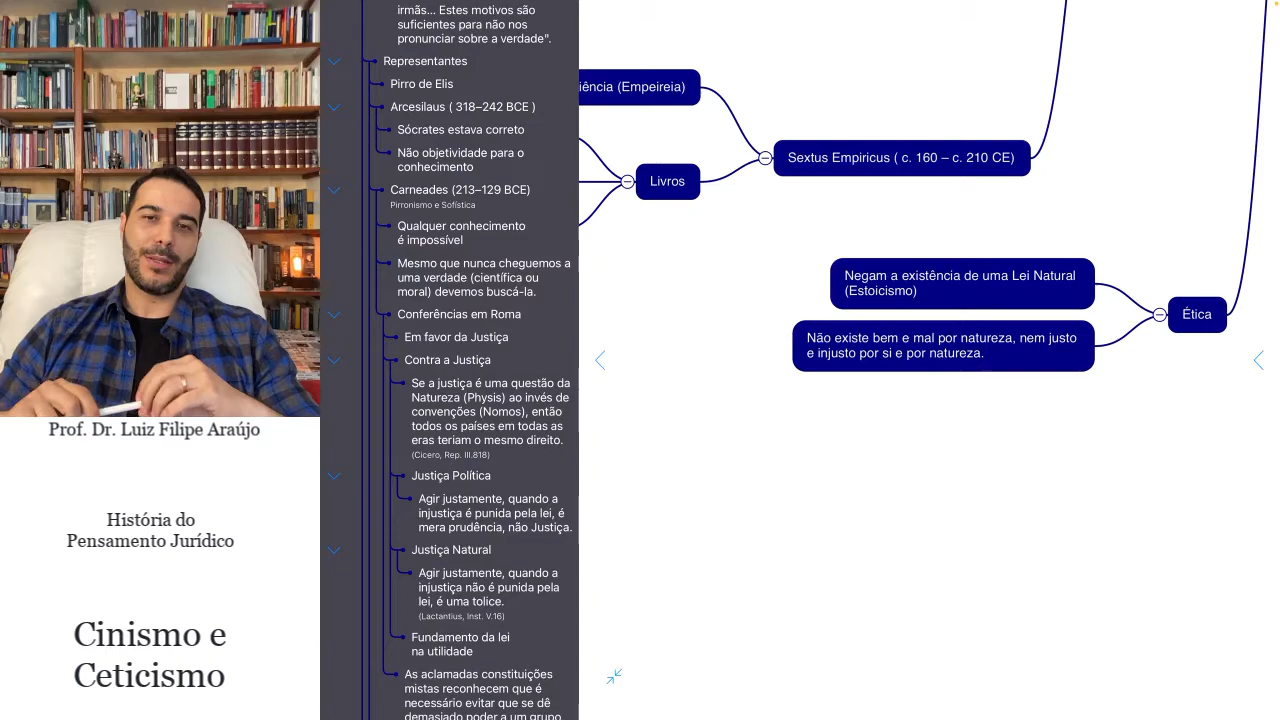 Prof. Dr. Luiz Filipe Araújo
História do
Pensamento Jurídico
Cinismo e
Ceticismo
irmãs... Estes motivos são
suficientes para não nos
pronunciar sobre a verdade".
Representantes
Pirro de Elis
Arcesilaus ( 318–242 BCE )
Sócrates estava correto
Não objetividade para o
conhecimento
Carneades (213–129 BCE)
Pirronismo e Sofística
Qualquer conhecimento
é impossível
Mesmo que nunca cheguemos a
uma verdade (científica ou
moral) devemos buscá-la.
Conferências em Roma
Em favor da Justiça
Contra a Justiça
Se a justiça é uma questão da
Natureza (Physis) ao invés de
convenções (Nomos), então
todos os países em todas as
eras teriam o mesmo direito.
(Cicero, Rep. III.818)
Justiça Política
Agir justamente, quando a
injustiça é punida pela lei, é
mera prudência, não Justiça.
Justiça Natural
Agir justamente, quando a
injustiça não é punida pela
lei, é uma tolice.
(Lactantius, Inst. V.16)
Fundamento da lei
na utilidade
As aclamadas constituições
mistas reconhecem que é
necessário evitar que se dê
demasiado poder a um grupo
iência (Empeireia)
Livros
Sextus Empiricus ( c. 160 – c. 210 CE)
Negam a existência de uma Lei Natural
(Estoicismo)
Não existe bem e mal por natureza, nem justo
e injusto por si e por natureza.
Ética